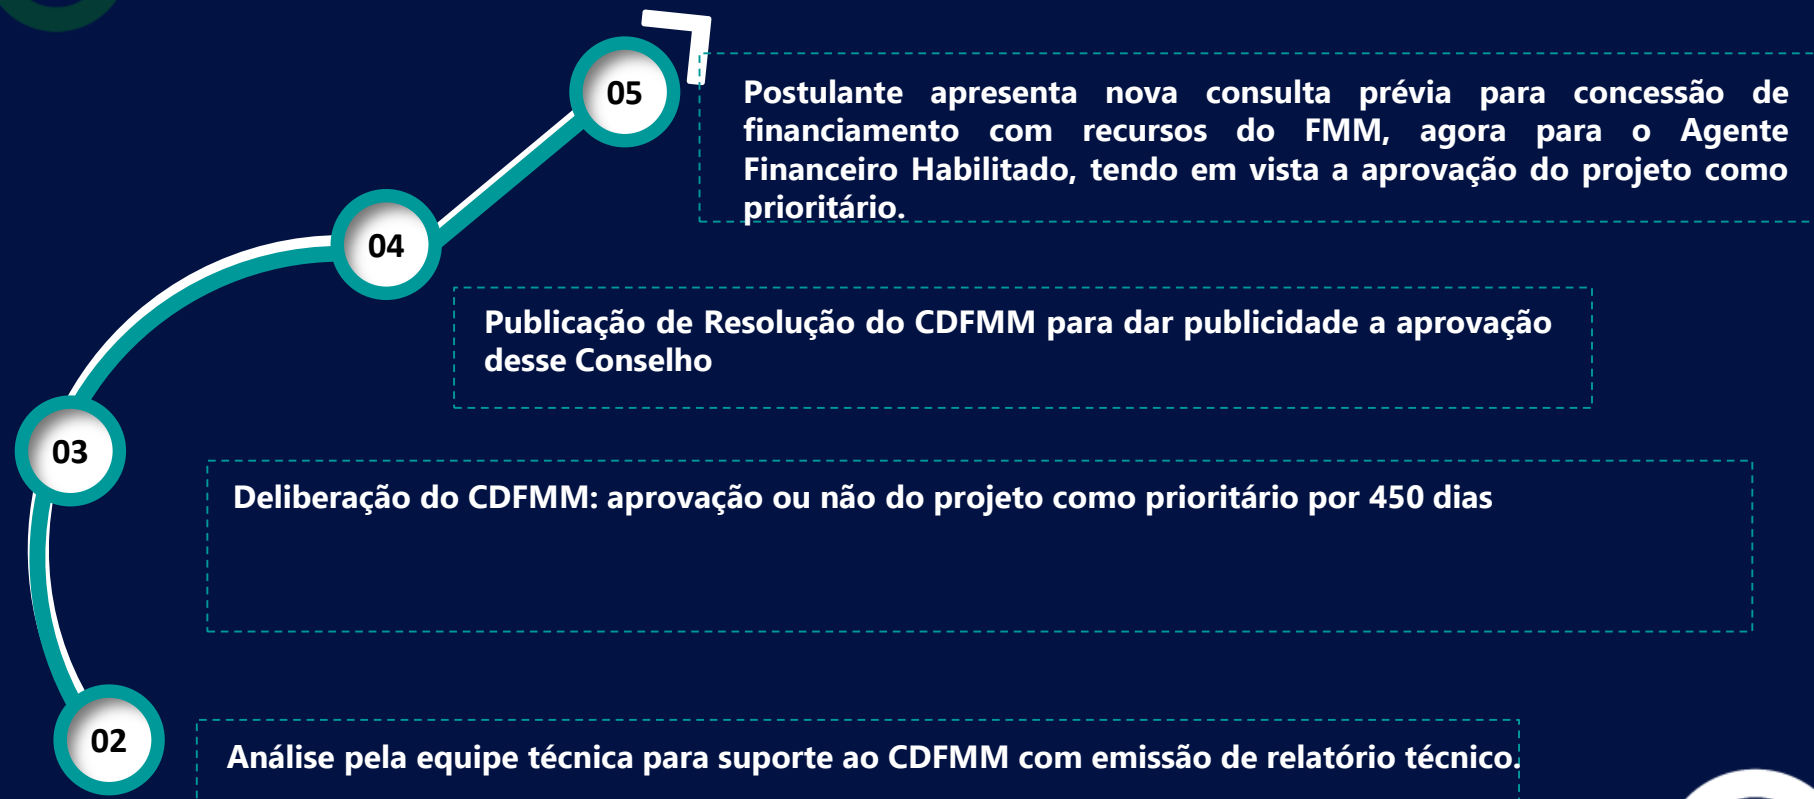 05
Postulante apresenta nova consulta prévia para concessão de
financiamento com recursos do FMM, agora para o Agente
Financeiro Habilitado, tendo em vista a aprovação do projeto como
prioritário.
04
Publicação de Resolução do CDFMM para dar publicidade a aprovação
desse Conselho
03
Deliberação do CDFMM: aprovação ou não do projeto como prioritário por 450 dias
02
Análise pela equipe técnica para suporte ao CDFMM com emissão de relatório técnico.